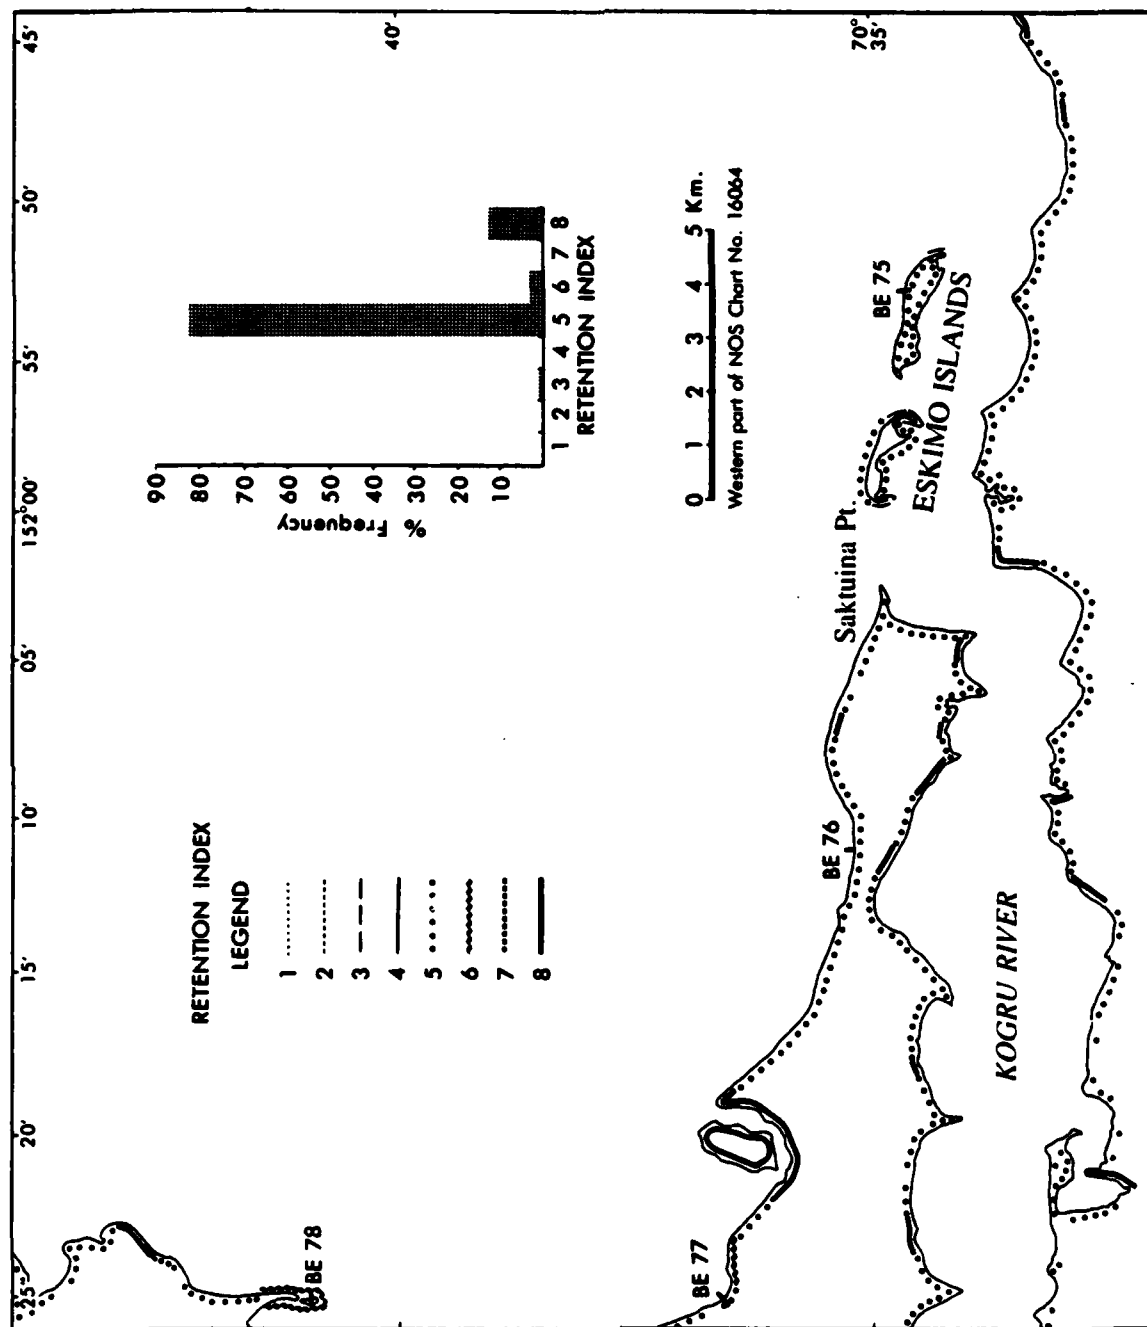 45'
50'
55'
152°00'
05'
10'
15'
20'
25'
40'
70°
35'
% Frequency
90
80
70
60
50
40
30
20
10
1 2 3 4 5 6 7 8
RETENTION INDEX
RETENTION INDEX
LEGEND
1
2
3
4
5
6
7
8
0 1 2 3 4 5 Km.
Western part of NOS Chart No. 16064
BE 78
BE 77
BE 76
Saktuina Pt.
BE 75
ESKIMO ISLANDS
KOGRU RIVER